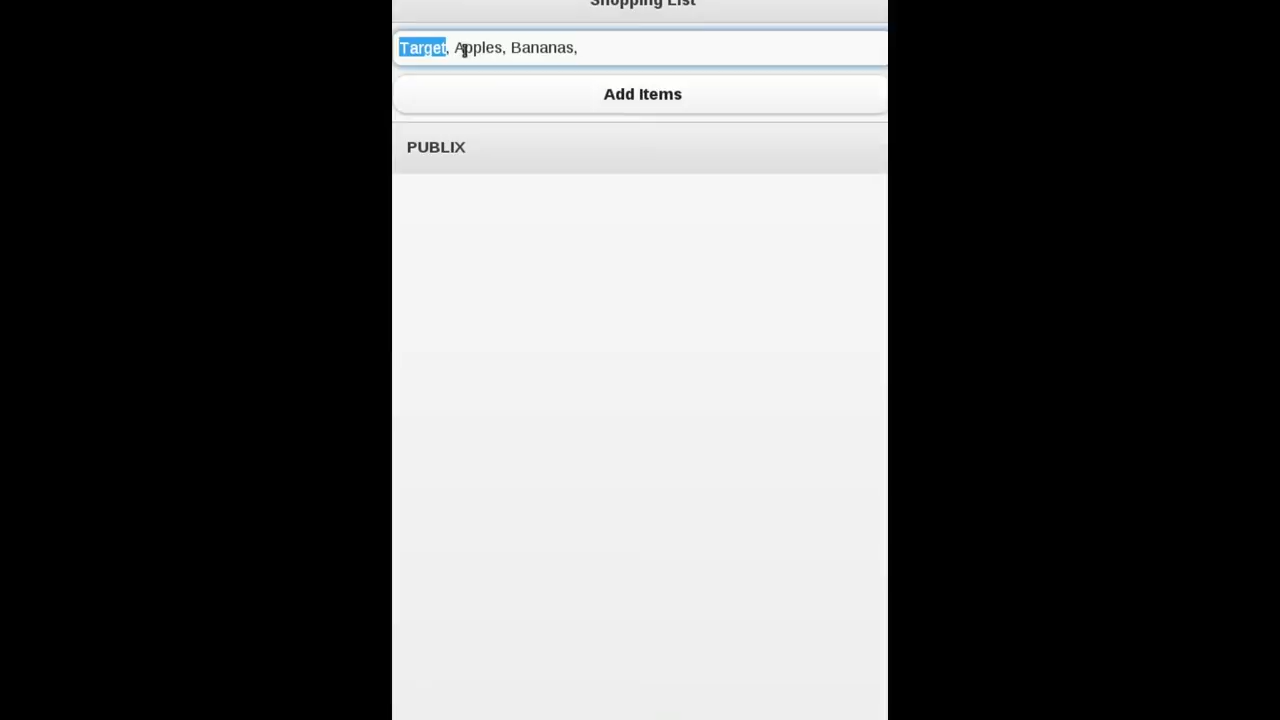 Shopping List
Target, Apples, Bananas,
Add Items
PUBLIX